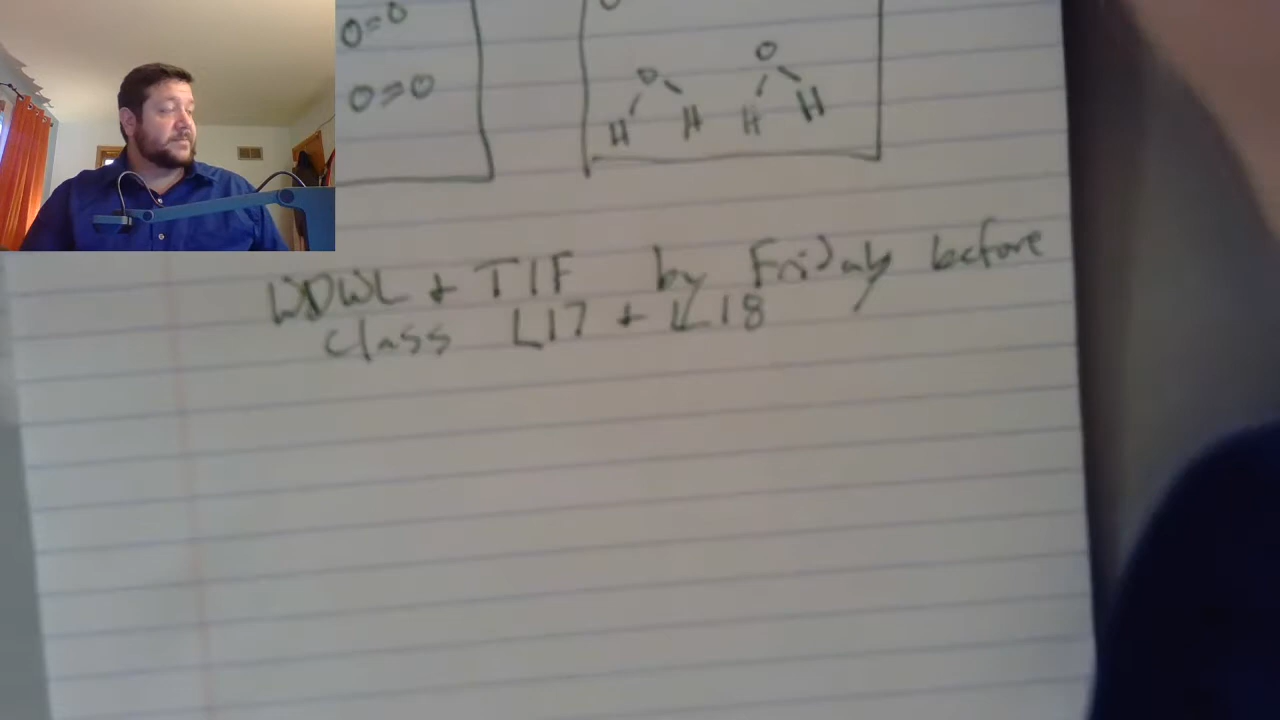 O=O
O=O
O
O O
H H H H
WDWL + TIF by Friday before
class L17 + L18